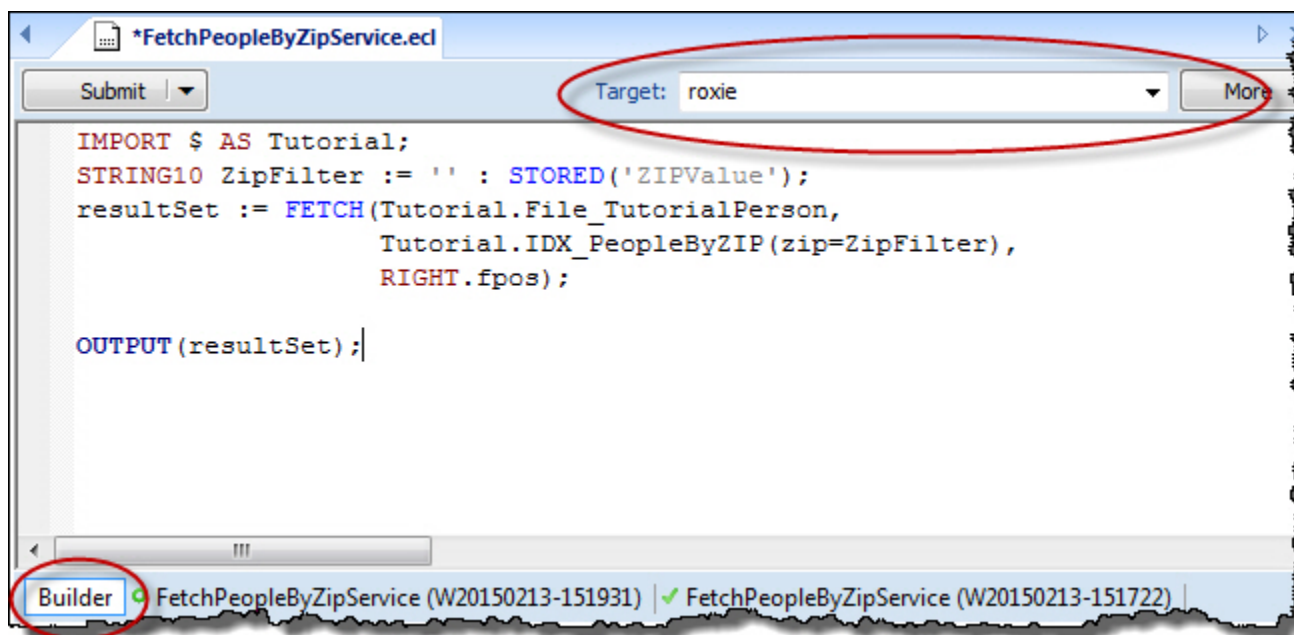 *FetchPeopleByZipService.ecl
Submit Target: roxie More
IMPORT $ AS Tutorial;
STRING10 ZipFilter := '' : STORED('ZIPValue');
resultSet := FETCH(Tutorial.File_TutorialPerson,
Tutorial.IDX_PeopleByZIP(zip=ZipFilter),
RIGHT.fpos);
OUTPUT(resultSet);
Builder FetchPeopleByZipService (W20150213-151931) FetchPeopleByZipService (W20150213-151722)